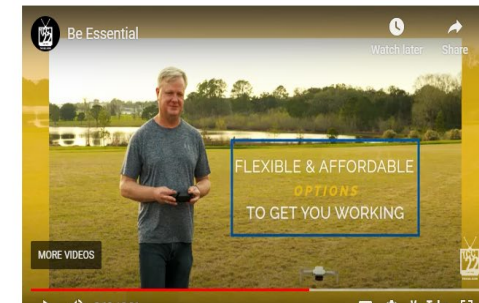 Be Essential
Watch later
Share
FLEXIBLE & AFFORDABLE
OPTIONS
TO GET YOU WORKING
MORE VIDEOS